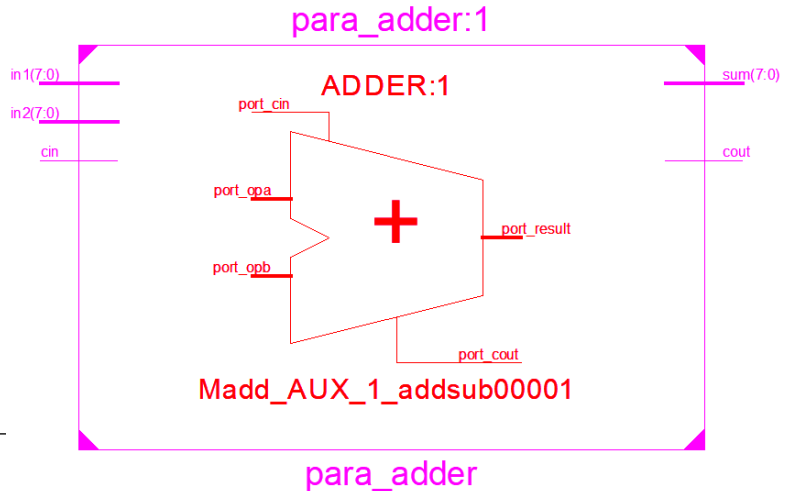 para_adder:1
in1(7:0)
sum(7:0)
ADDER:1
port_cin
in2(7:0)
cin
cout
port_opa
port_result
port_opb
port_cout
Madd_AUX_1_addsub00001
para_adder